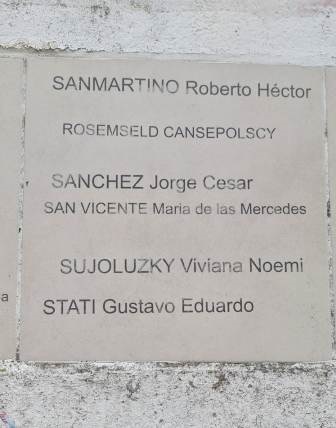 SANMARTINO Roberto Héctor
ROSEMSELD CANSEPOLSCY
SANCHEZ Jorge Cesar
SAN VICENTE Maria de las Mercedes
SUJOLUZKY Viviana Noemi
STATI Gustavo Eduardo